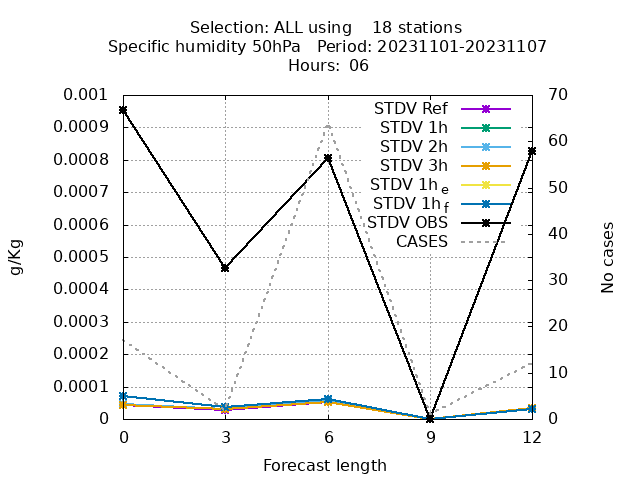 Selection: ALL using    18 stations
Specific humidity 50hPa   Period: 20231101-20231107
Hours: 06
0.001
0.0009
0.0008
0.0007
0.0006
0.0005
0.0004
0.0003
0.0002
0.0001
0
g/Kg
STDV Ref
STDV 1h
STDV 2h
STDV 3h
STDV 1h e
STDV 1h f
STDV OBS
CASES
70
60
50
40
30
20
10
0
No cases
0 3 6 9 12
Forecast length